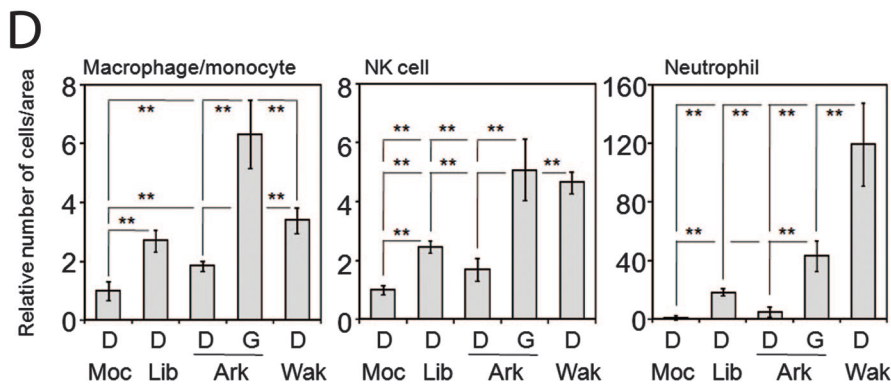 D
Macrophage/monocyte NK cell Neutrophil
Relative number of cells/area
8 6 4 2 0
** ** **
** **
**
D D D G D
Moc Lib Ark Wak
8 6 4 2 0
** ** **
** ** **
**
D D D G D
Moc Lib Ark Wak
160 120 80 40 0
** ** ** **
** **
D D D G D
Moc Lib Ark Wak